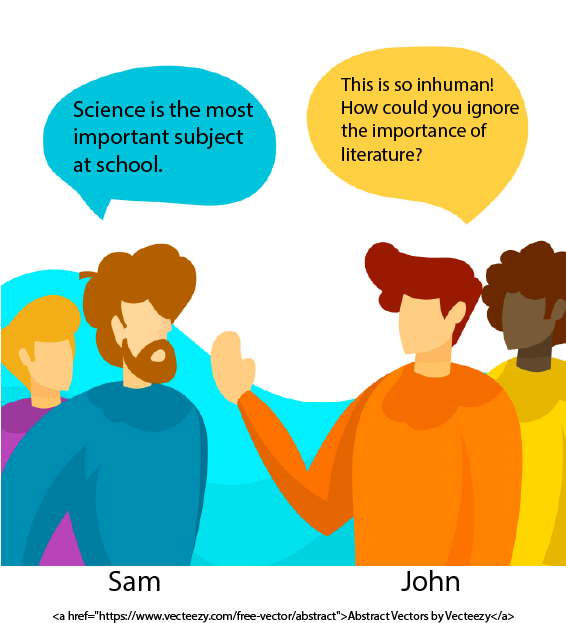 Science is the most
important subject
at school.
This is so inhuman!
How could you ignore
the importance of
literature?
Sam
John
<a href="https://www.vecteezy.com/free-vector/abstract">Abstract Vectors by Vecteezy</a>